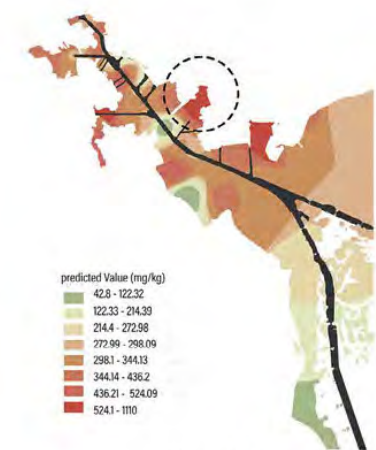 predicted Value (mg/kg)
42.8 - 122.32
122.33 - 214.39
214.4 - 272.98
272.99 - 298.09
298.1 - 344.13
344.14 - 436.2
436.21 - 524.09
524.1 - 1110